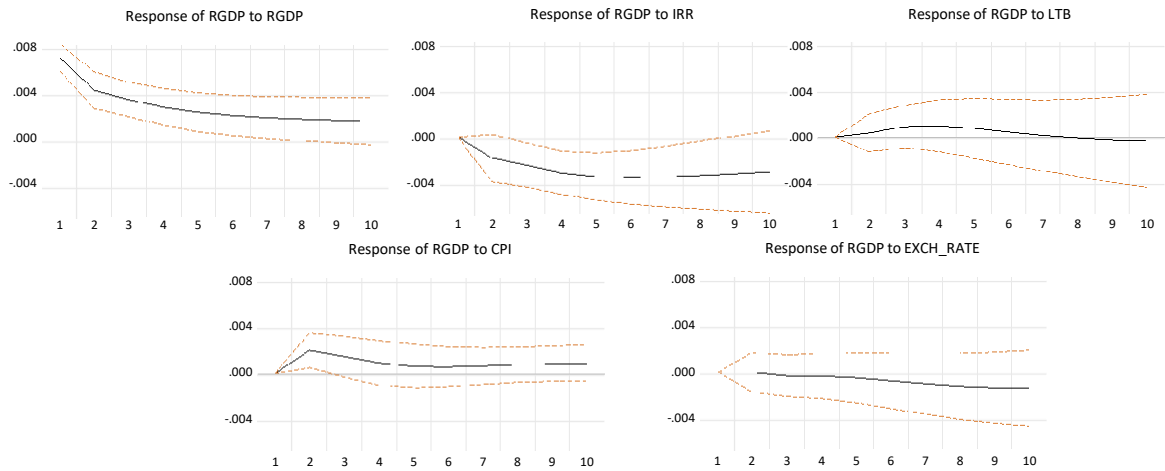 Response of RGDP to RGDP
.008
.004
.000
-.004
1 2 3 4 5 6 7 8 9 10
Response of RGDP to IRR
.008
.004
.000
-.004
1 2 3 4 5 6 7 8 9 10
Response of RGDP to LTB
.008
.004
.000
-.004
1 2 3 4 5 6 7 8 9 10
Response of RGDP to CPI
.008
.004
.000
-.004
1 2 3 4 5 6 7 8 9 10
Response of RGDP to EXCH_RATE
.008
.004
.000
-.004
1 2 3 4 5 6 7 8 9 10